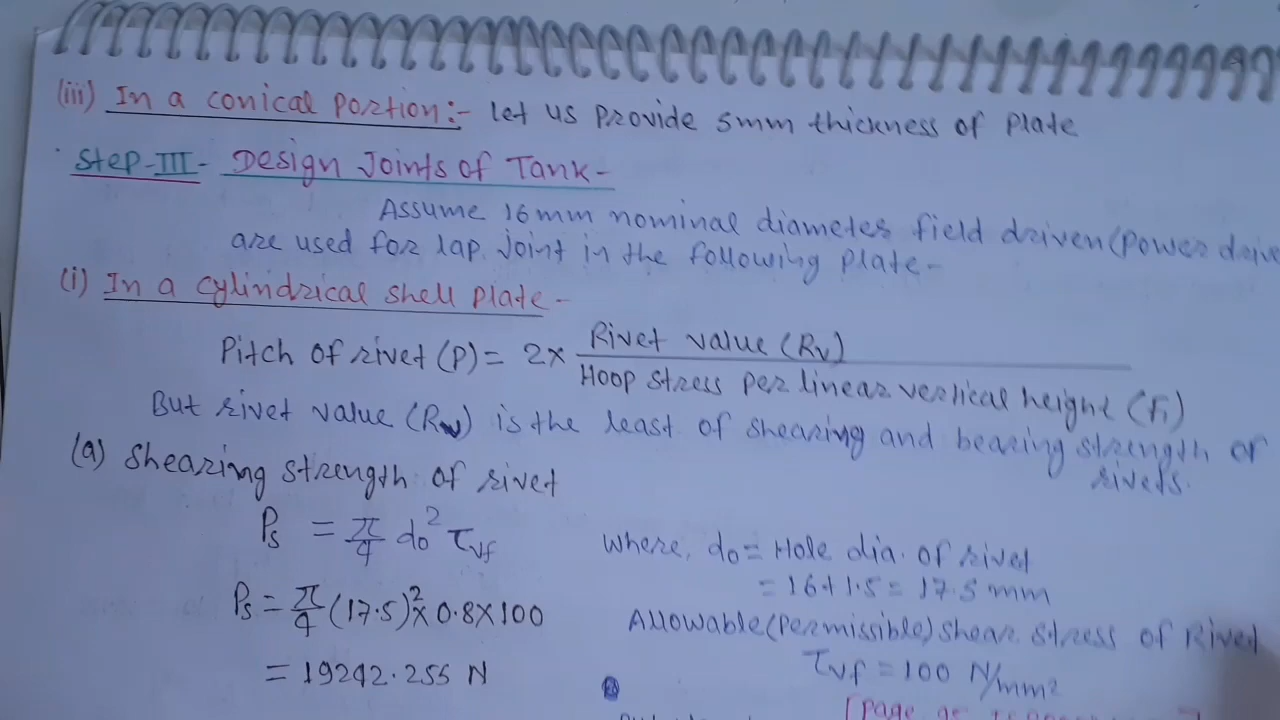 (iii) In a conical Portion:- Let us Provide 5mm thickness of Plate
Step-III- Design Joints of Tank-
Assume 16mm nominal diameter field driven (Power
are used for lap joint in the following plate-
(i) In a cylindrical shell plate-
Pitch of rivet (P) = 2x Rivet value (Rv)
Hoop stress per linear vertical height (F1)
But rivet value (Rv) is the least of shearing and bearing strength of
rivets.
(a) Shearing strength of rivet
Ps = π/4 do² τvf
where, do = Hole dia. of rivet
= 16+1.5 = 17.5 mm
Ps = π/4 (17.5)² x 0.8 x 100
Allowable (Permissible) shear stress of Rivet
= 19242.255 N
τvf = 100 N/mm²
[Page